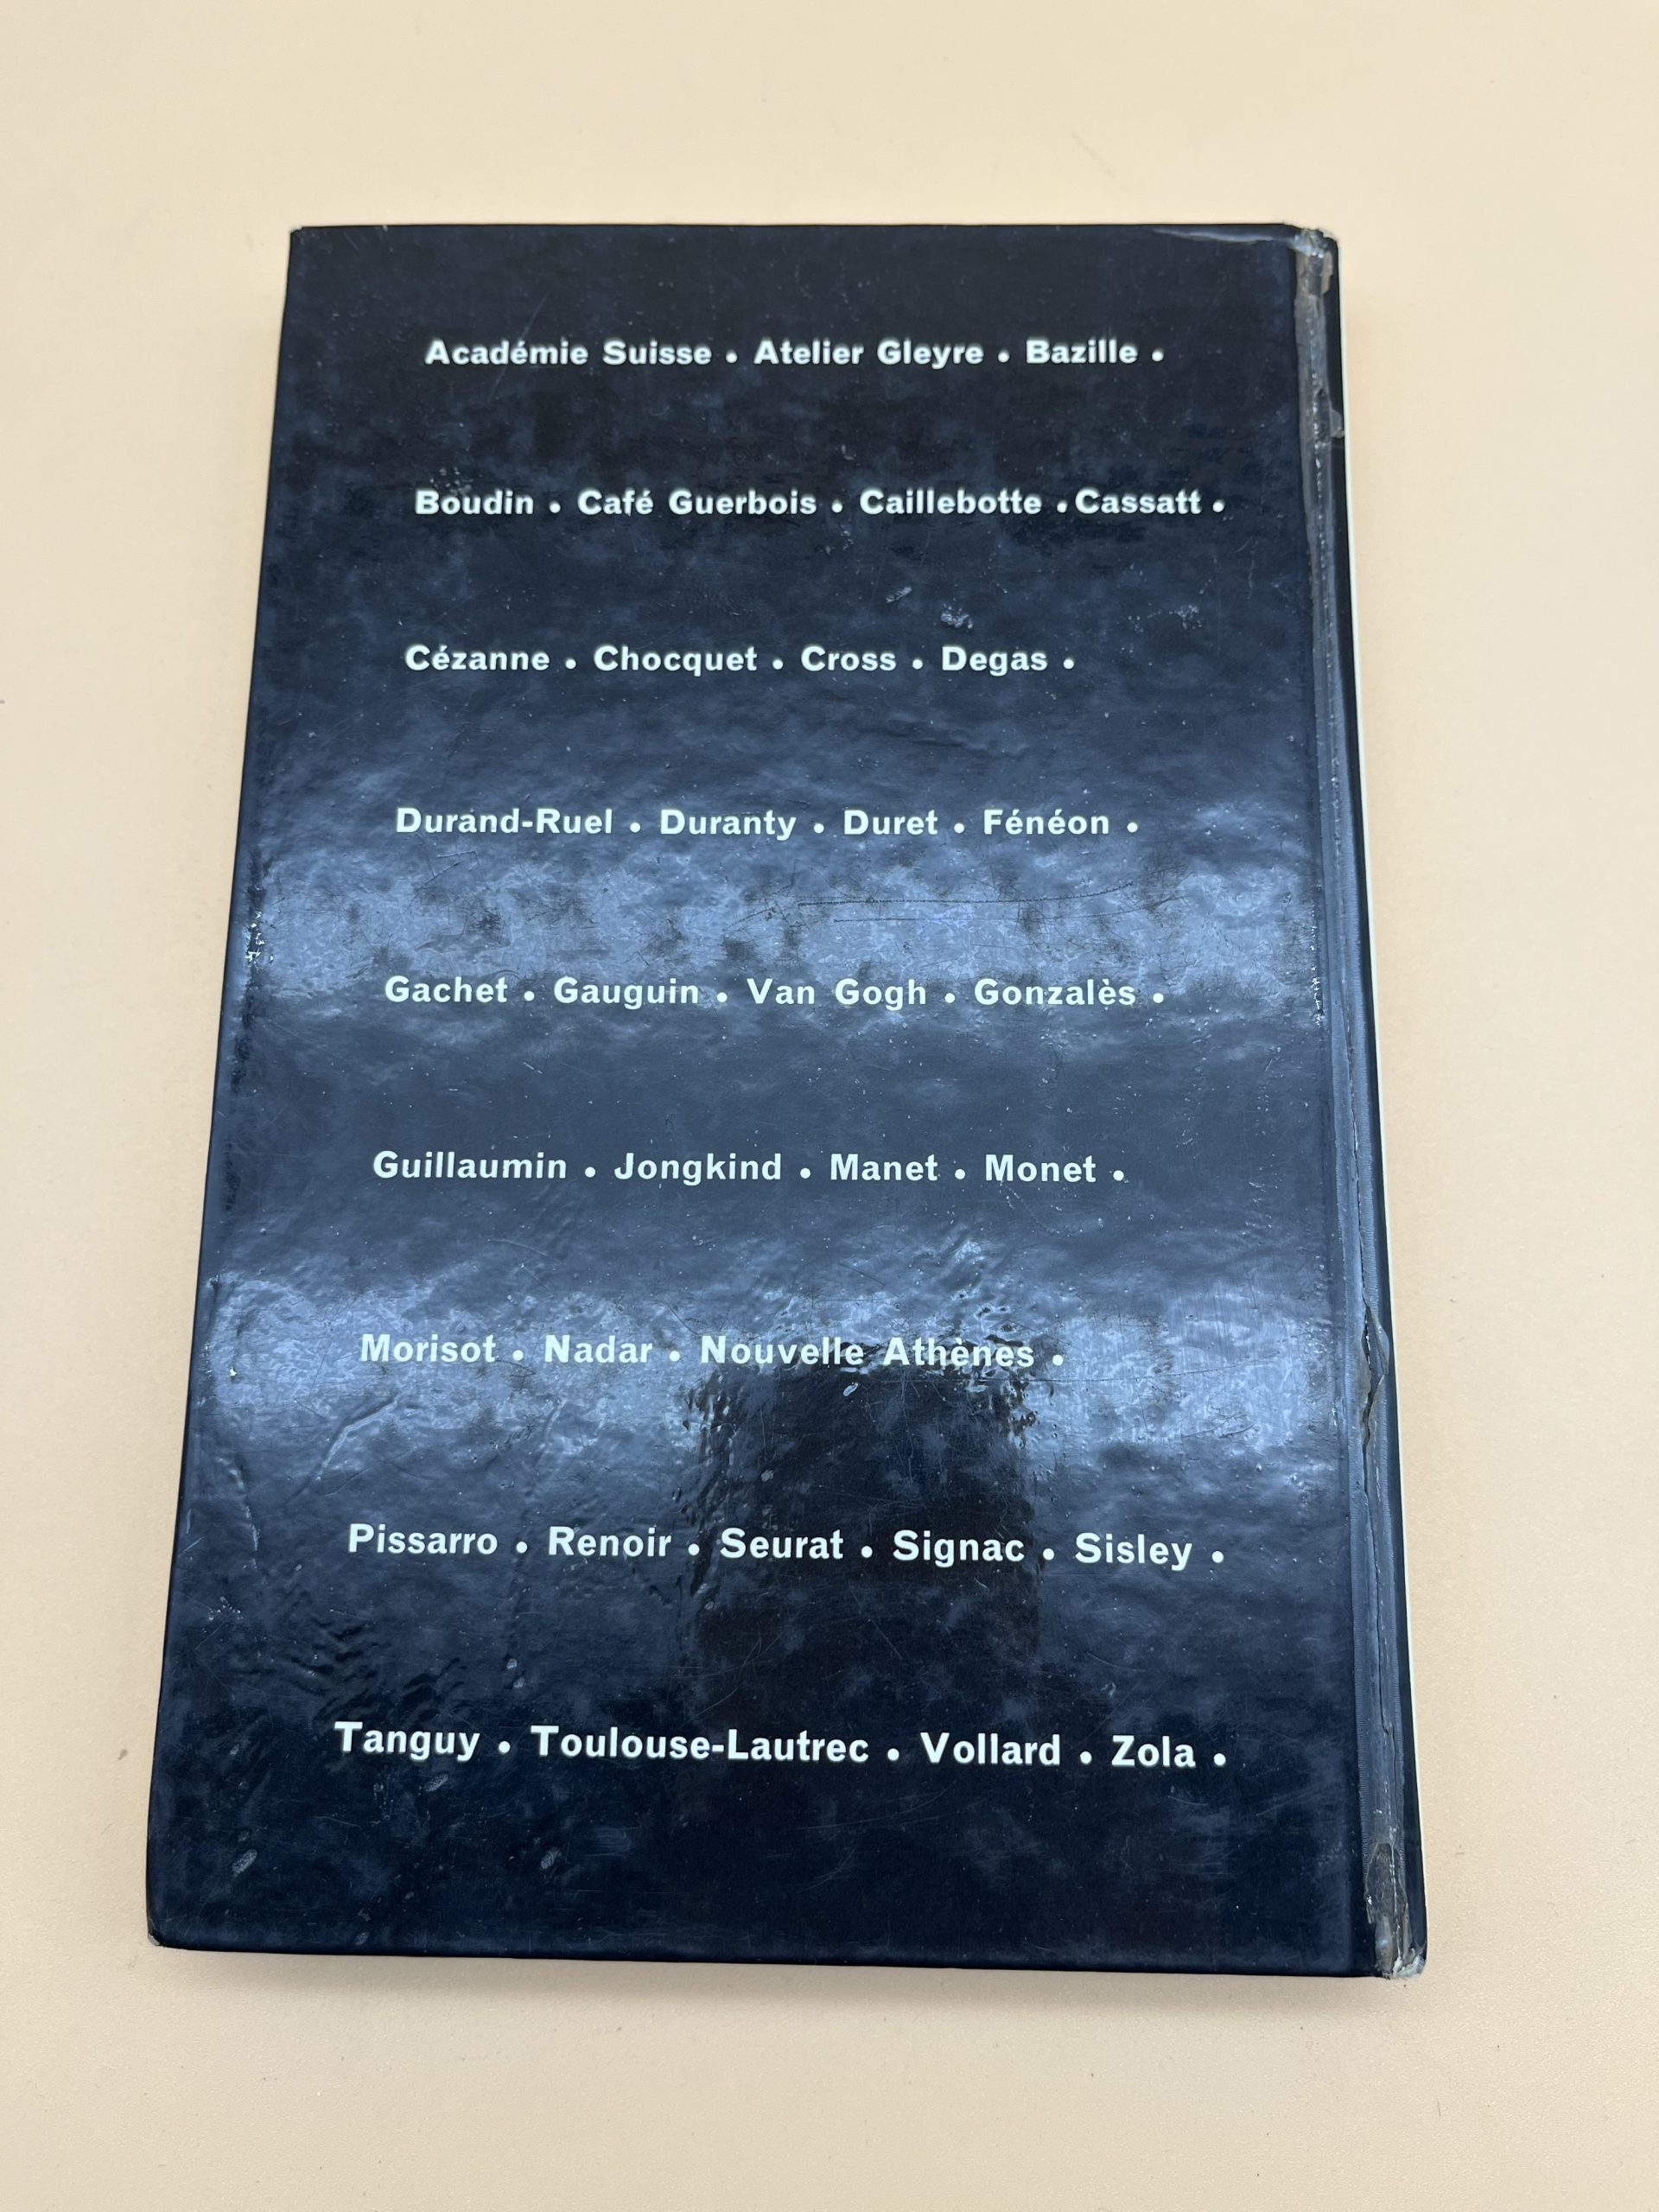 Académie Suisse • Atelier Gleyre • Bazille •
Boudin • Café Guerbois • Caillebotte • Cassatt •
Cézanne • Chocquet • Cross • Degas •
Durand-Ruel • Duranty • Duret • Fénéon •
Gachet • Gauguin • Van Gogh • Gonzalès •
Guillaumin • Jongkind • Manet • Monet •
Morisot • Nadar • Nouvelle Athènes •
Pissarro • Renoir • Seurat • Signac • Sisley •
Tanguy • Toulouse-Lautrec • Vollard • Zola •